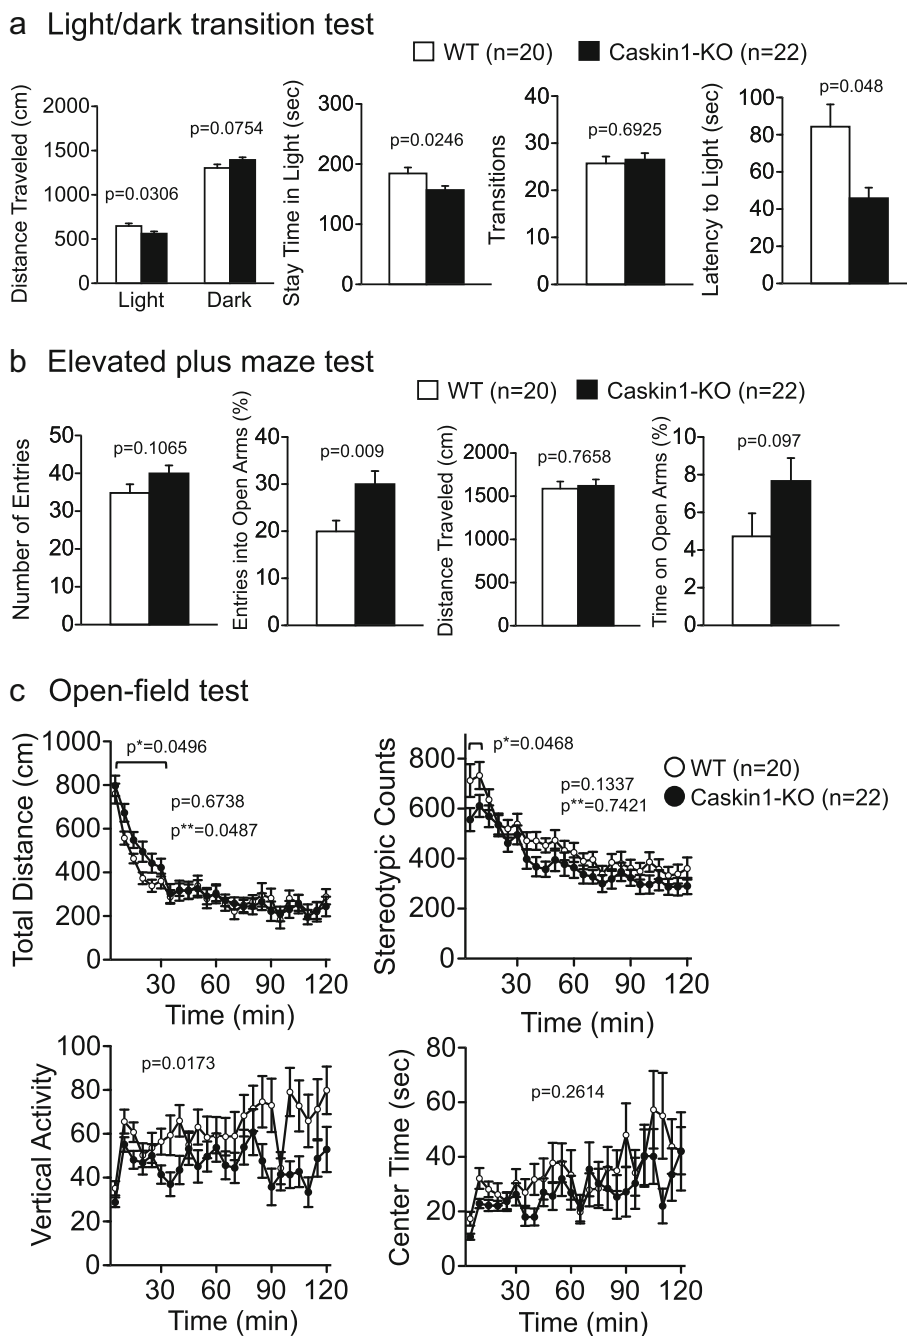 a Light/dark transition test
WT (n=20) Caskin1-KO (n=22)
Distance Traveled (cm)
2000
1500
1000
500
0
p=0.0306
p=0.0754
Light Dark
Stay Time in Light (sec)
300
200
100
0
p=0.0246
Transitions
40
30
20
10
0
p=0.6925
Latency to Light (sec)
100
80
60
40
20
0
p=0.048
b Elevated plus maze test
WT (n=20) Caskin1-KO (n=22)
Number of Entries
50
40
30
20
10
0
p=0.1065
Entries into Open Arms (%)
40
30
20
10
0
p=0.009
Distance Traveled (cm)
2000
1500
1000
500
0
p=0.7658
Time on Open Arms (%)
10
8
6
4
2
0
p=0.097
c Open-field test
Total Distance (cm)
1000
800
600
400
200
0
p*=0.0496
p=0.6738
p**=0.0487
30 60 90 120
Time (min)
Stereotypic Counts
800
600
400
200
0
p*=0.0468
p=0.1337
p**=0.7421
30 60 90 120
Time (min)
WT (n=20)
Caskin1-KO (n=22)
Vertical Activity
100
80
60
40
20
0
p=0.0173
30 60 90 120
Time (min)
Center Time (sec)
80
60
40
20
0
p=0.2614
30 60 90 120
Time (min)